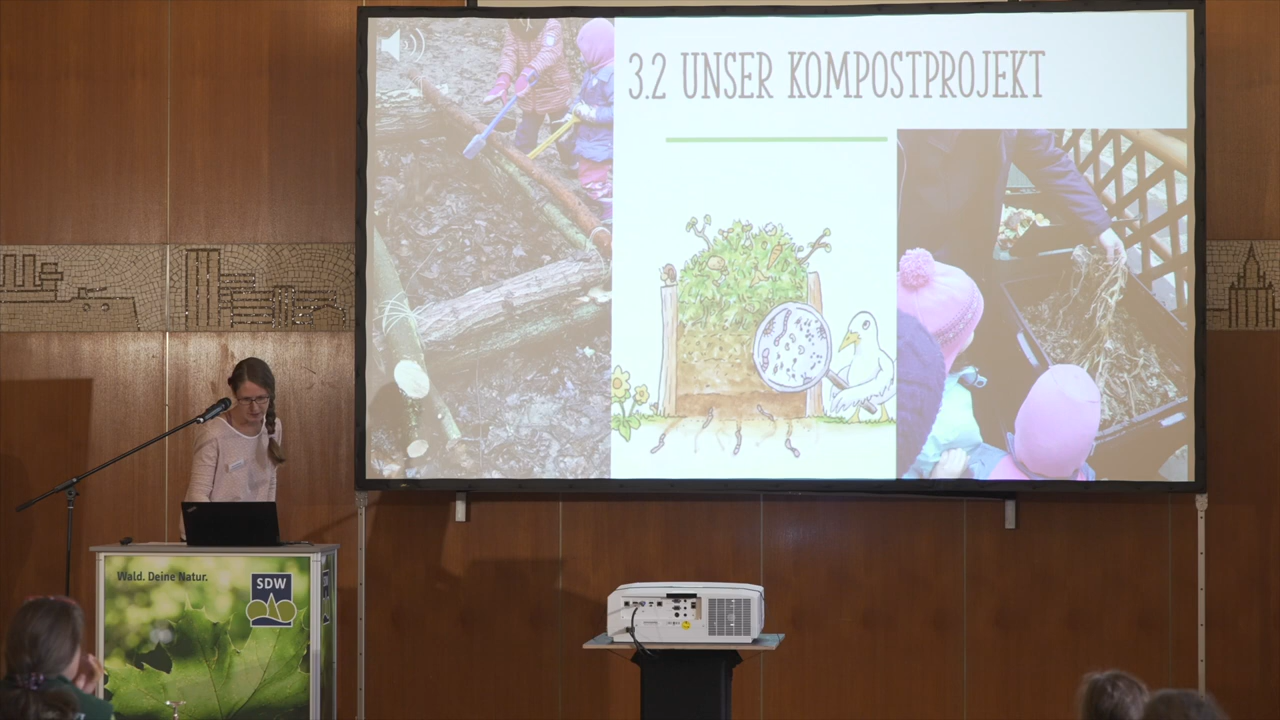 3.2 UNSER KOMPOSTPROJEKT
Wald. Deine Natur.
SDW